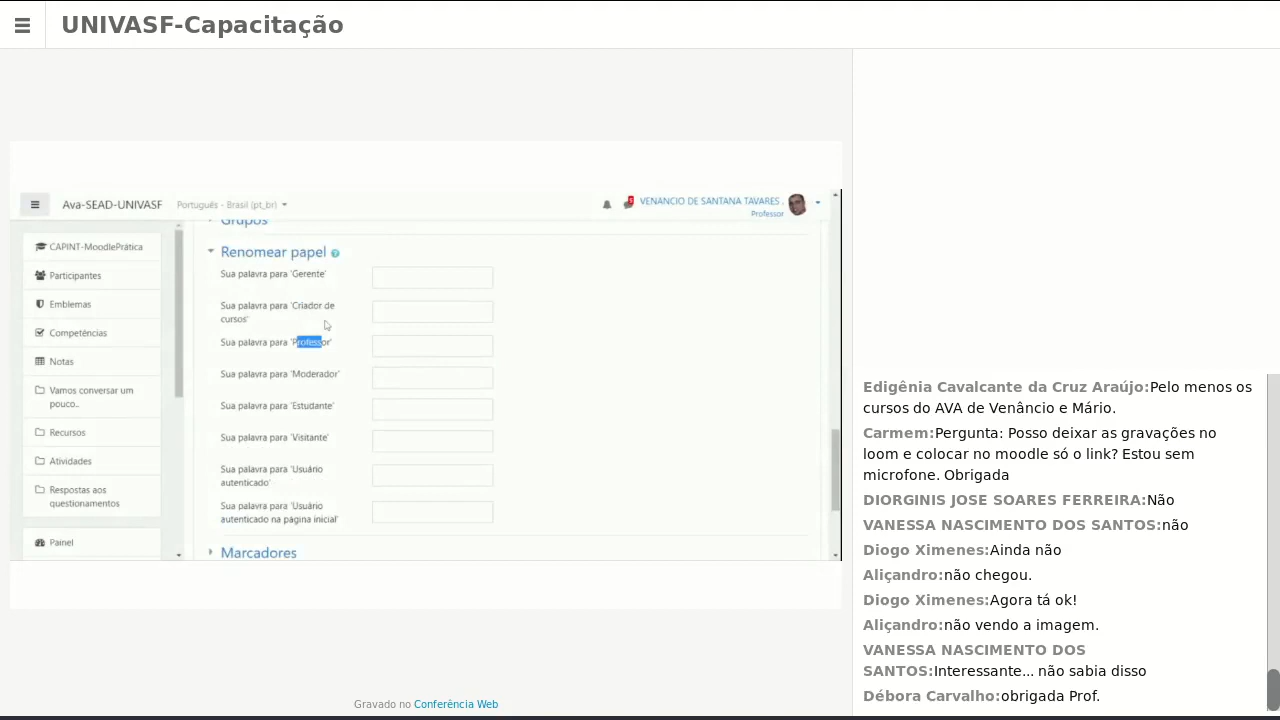 UNIVASF-Capacitação
Ava-SEAD-UNIVASF
Português - Brasil (pt_br)
VENANCIO DE SANTANA TAVARES .
Professor
CAPINT-MoodlePrática
Participantes
Emblemas
Competências
Notas
Vamos conversar um
pouco..
Recursos
Atividades
Respostas aos
questionamentos
Painel
Grupos
Renomear papel
Sua palavra para 'Gerente'
Sua palavra para 'Criador de
cursos'
Sua palavra para 'Professor'
Sua palavra para 'Moderador'
Sua palavra para 'Estudante'
Sua palavra para 'Visitante'
Sua palavra para 'Usuário
autenticado'
Sua palavra para 'Usuário
autenticado na página inicial'
Marcadores
Edigênia Cavalcante da Cruz Araújo:Pelo menos os
cursos do AVA de Venâncio e Mário.
Carmem:Pergunta: Posso deixar as gravações no
loom e colocar no moodle só o link? Estou sem
microfone. Obrigada
DIORGINIS JOSE SOARES FERREIRA:Não
VANESSA NASCIMENTO DOS SANTOS:não
Diogo Ximenes:Ainda não
Aliçandro:não chegou.
Diogo Ximenes:Agora tá ok!
Aliçandro:não vendo a imagem.
VANESSA NASCIMENTO DOS
SANTOS:Interessante... não sabia disso
Débora Carvalho:obrigada Prof.
Gravado no Conferência Web